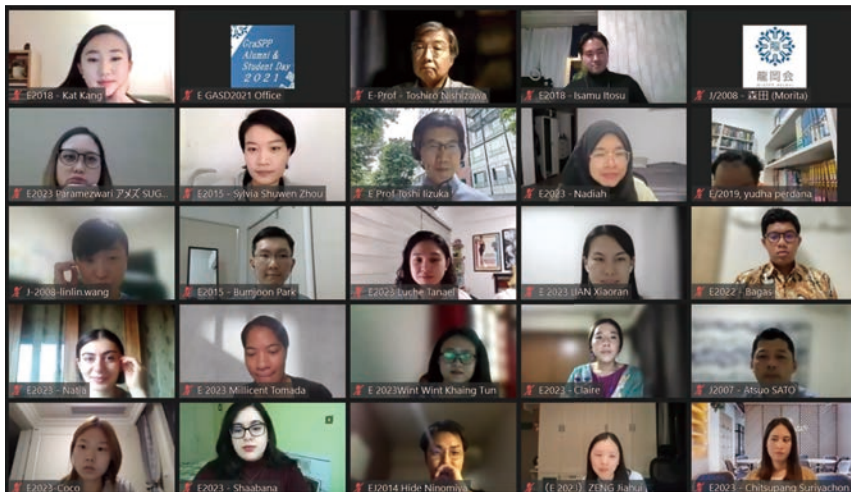 E2018 - Kat Kang
GraSPP
Alumni &
Student Day
2021
E GASD2021 Office
E-Prof - Toshiro Nishizawa
E2018 - Isamu Itosu
龍岡会
J/2008 - 森田 (Morita)
E2023 Paramezwari アメズ SUG...
E2015 - Sylvia Shuwen Zhou
E Prof-Toshi Iizuka
E2023 - Nadiah
E/2019, yudha perdana
J-2008-linlin.wang
E2015 - Bumjoon Park
E2023 Luche Tanael
E 2023 LIAN Xiaoran
E2022 - Bagas
E2023 - Natili
E 2023 Millicent Tomada
E 2023Wint Wint Khaing Tun
E2023 - Claire
J2007 - Atsuo SATO
E2023-Coco
E2023 - Shaabana
EJ2014 Hide Ninomiya
ZENG Jiahui
E2023 - Chitsupang Suriyachon